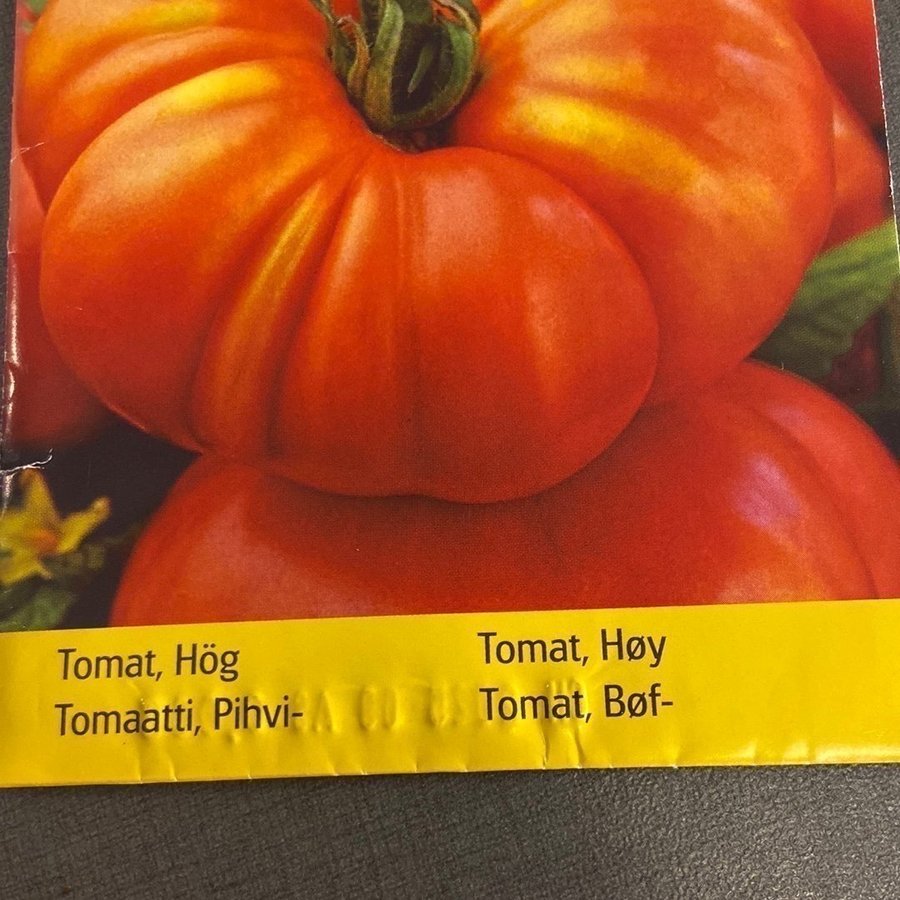 Tomat, Hög
Tomaatti, Pihvi-
Tomat, Høy
Tomat, Bøf-